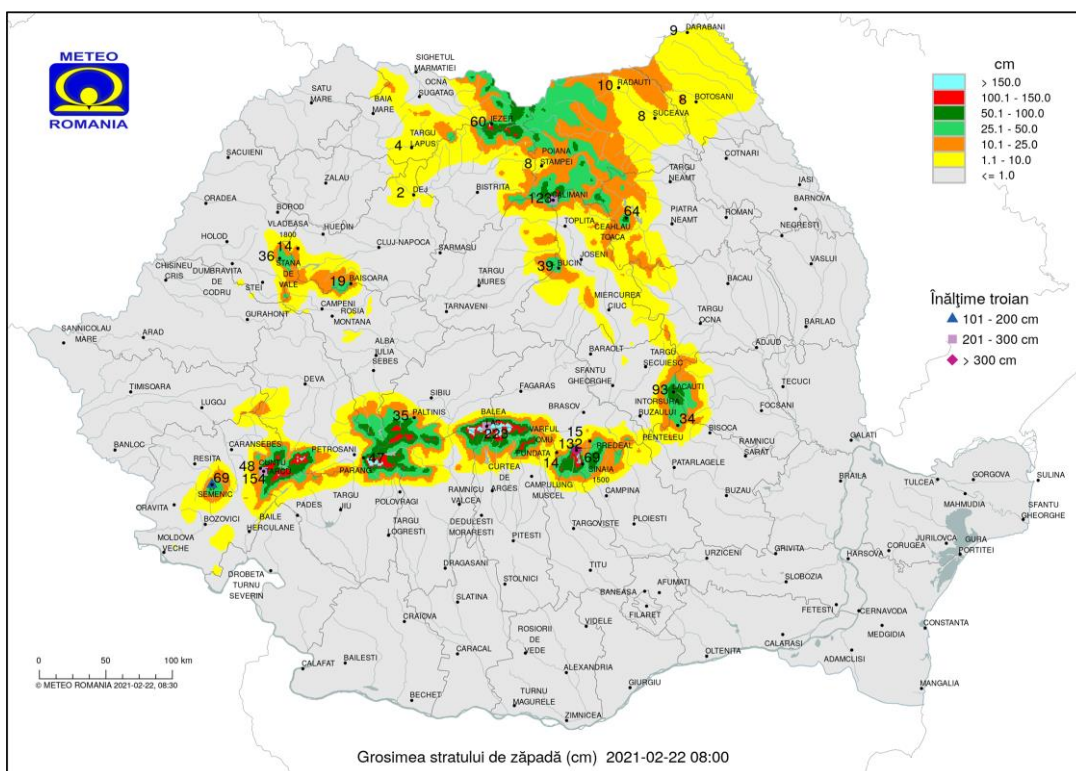 METEO
ROMANIA
cm
> 150.0
100.1 - 150.0
50.1 - 100.0
25.1 - 50.0
10.1 - 25.0
1.1 - 10.0
<= 1.0
Înălțime troian
101 - 200 cm
201 - 300 cm
> 300 cm
9 DARABANI
SIGHETUL
MARMATIEI
OCNA
SUGATAG
SATU
MARE
BAIA
MARE
10 RADAUTI
8 BOTOSANI
8 SUCEAVA
60 IEZER
4 TARGU
LAPUS
POIANA
8 STAMPEI
COTNARI
SACUIENI
TARGU
NEAMT
ZALAU
2 DEJ
BISTRITA
IASI
BARNOVA
ORADEA
BOROD
PIATRA
NEAMT
ROMAN
64
CEAHLAU
TOACA
TOPLITA
NEGRESTI
VLADEASA
1800
HUEDIN
14
HOLOD
CLUJ-NAPOCA
SARMASU
JOSENI
36 STANA
DE
VALE
39 BUCIN
VASLUI
CHISINEU
CRIS
DUMBRAVITA
DE
CODRU
STEI
19 BAISOARA
TARGU
MURES
BACAU
MIERCUREA
CIUC
CAMPENI
ROSIA
MONTANA
TARNAVENI
GURAHONT
TARGU
OCNA
BARLAD
SANNICOLAU
MARE
ARAD
ALBA
JULIA
SEBES
BARAOLT
TARGU
SECUIESC
ADJUD
SFANTU
GHEORGHE
DEVA
TIMISOARA
FAGARAS
93
TECUCI
SIBIU
INTORSURA
BUZAULUI
34
FOCSANI
LUGOJ
35 PALTINIS
BALEA
BRASOV
PENTELEU
BISOCA
GALATI
BANLOC
CARANSEBES
PETROSANI
VARFUL
OMU
15
132
PREDEAL
RAMNICU
SARAT
FUNDATA
14
69
SINAIA
1500
RESITA
48
154
PARANG
47
CURTEA
DE
ARGES
CAMPULUNG
MUSCEL
CAMPINA
PATARLAGELE
BRAILA
TULCEA
GORGOVA
SULINA
69
SEMENIC
ORAVITA
BOZOVICI
BAILE
HERCULANE
PADES
TARGU
JIU
POLOVRAGI
RAMNICU
VALCEA
BUZAU
MAHMUDIA
SFANTU
GHEORGHE
DEDULESTI
MORARESTI
TARGOVISTE
PLOIESTI
MOLDOVA
VECHE
TARGU
LOGRESTI
PITESTI
JURILOVCA
GURA
PORTITEI
URZICENI
GRIVITA
HARSOVA
CORUGEA
DROBETA
TURNU
SEVERIN
DRAGASANI
STOLNICI
TITU
AFUMATI
BANEASA
SLOBOZIA
SLATINA
FILARET
FETESTI
CERNAVODA
CRAIOVA
ROSIORII
DE
VEDE
VIDELE
MEDGIDIA
CONSTANTA
CALARASI
CARACAL
OLTENITA
ADAMCLISI
CALAFAT
BAILESTI
ALEXANDRIA
GIURGIU
MANGALIA
BECHET
TURNU
MAGURELE
ZIMNICEA
0 50 100 km
© METEO ROMANIA 2021-02-22, 08:30
Grosimea stratului de zăpadă (cm) 2021-02-22 08:00